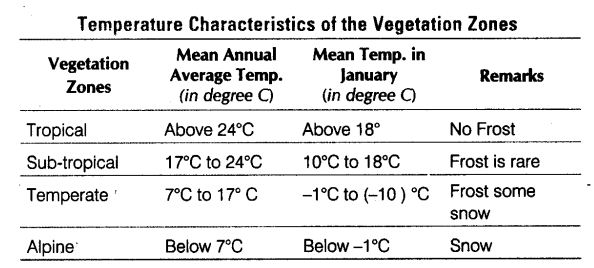 Temperature Characteristics of the Vegetation Zones
Vegetation Zones | Mean Annual Average Temp. (in degree C) | Mean Temp. in January (in degree C) | Remarks
Tropical | Above 24°C | Above 18° | No Frost
Sub-tropical | 17°C to 24°C | 10°C to 18°C | Frost is rare
Temperate | 7°C to 17° C | –1°C to (–10 ) °C | Frost some snow
Alpine | Below 7°C | Below –1°C | Snow